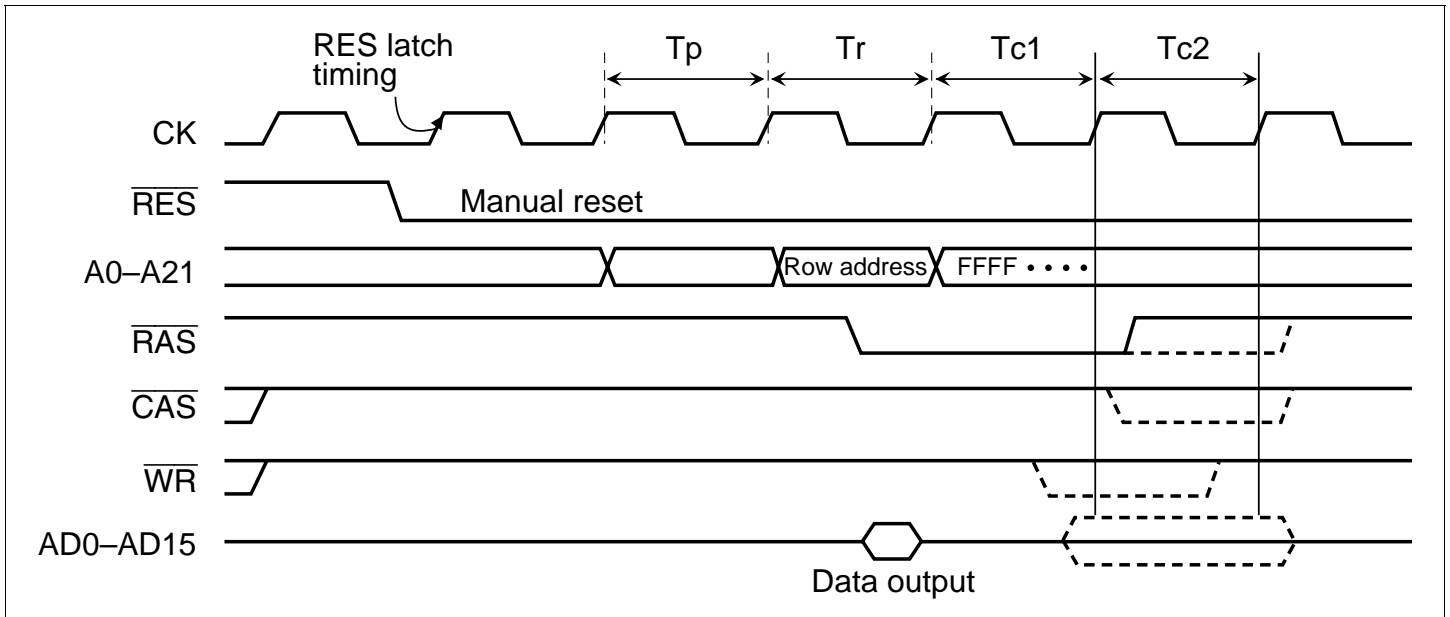 RES latch
timing
Tp
Tr
Tc1
Tc2
CK
RES
Manual reset
A0–A21
Row address
FFFF • • • •
RAS
CAS
WR
AD0–AD15
Data output